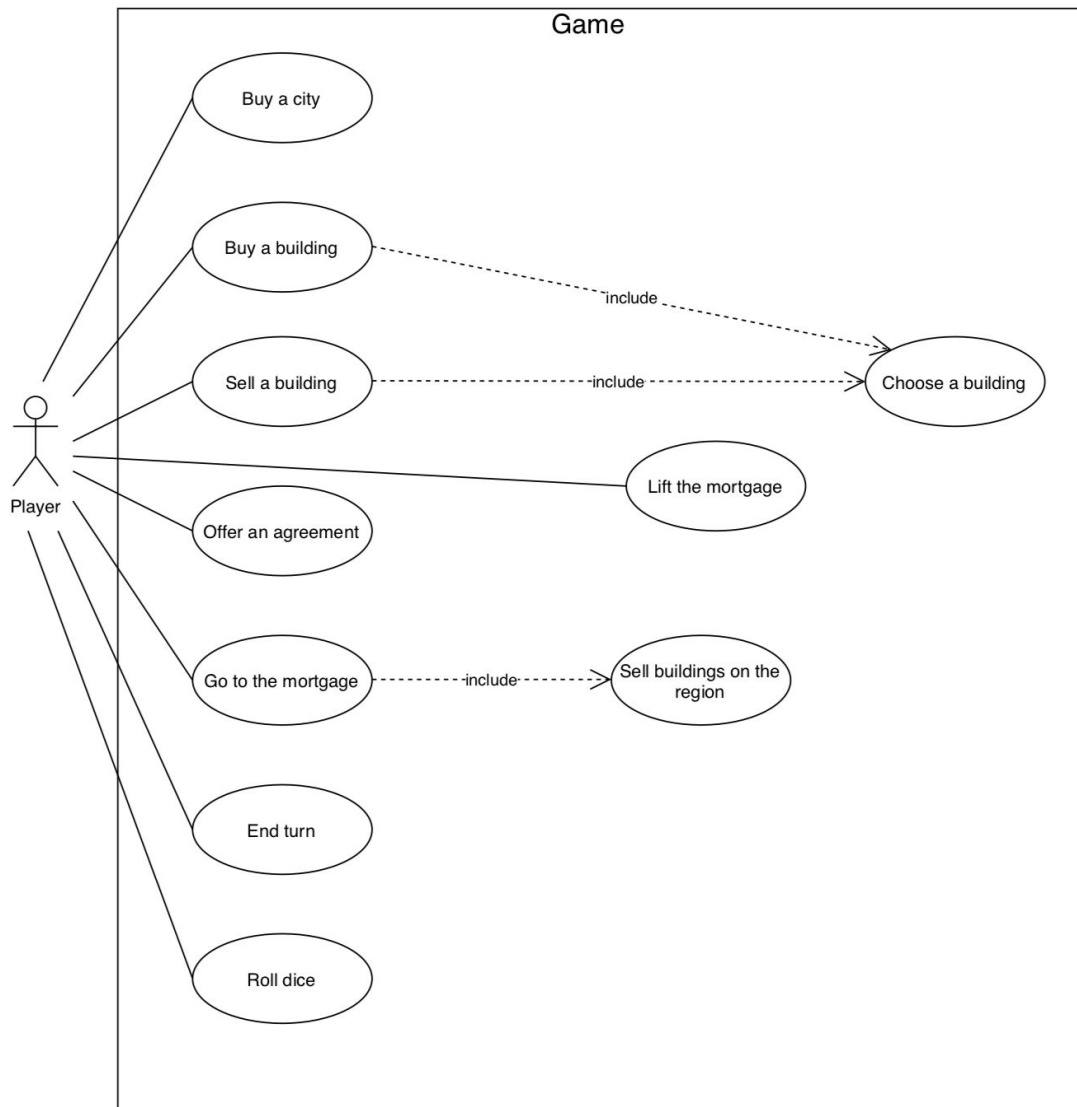 Game
Buy a city
Buy a building
include
Sell a building
include
Choose a building
Lift the mortgage
Player
Offer an agreement
Go to the mortgage
include
Sell buildings on the
region
End turn
Roll dice